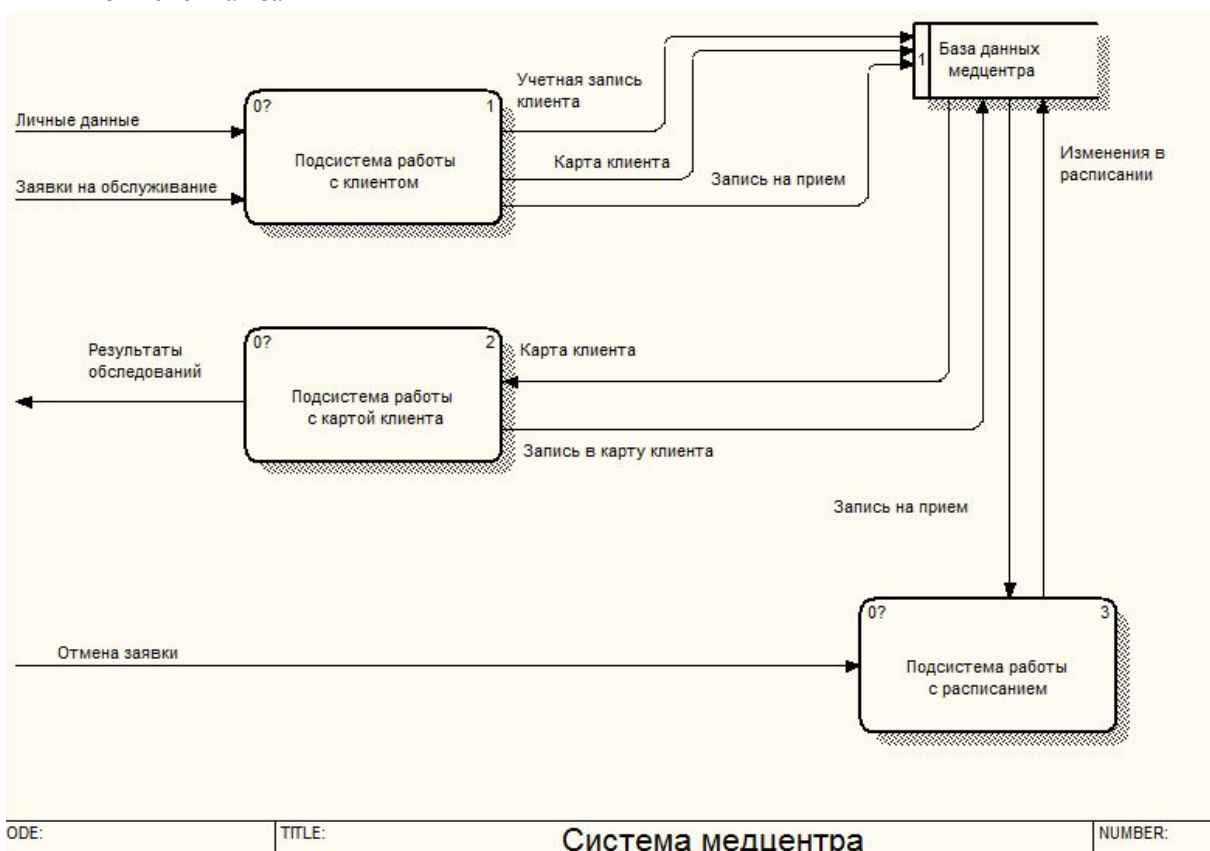 База данных
медцентра
1
Учетная запись
клиента
0?
1
Личные данные
Подсистема работы
с клиентом
Карта клиента
Запись на прием
Изменения в
расписании
Заявки на обслуживание
0?
2
Результаты
обследований
Карта клиента
Подсистема работы
с картой клиента
Запись в карту клиента
Запись на прием
0?
3
Отмена заявки
Подсистема работы
с расписанием
ODE:
TITLE:
Система медцентра
NUMBER: